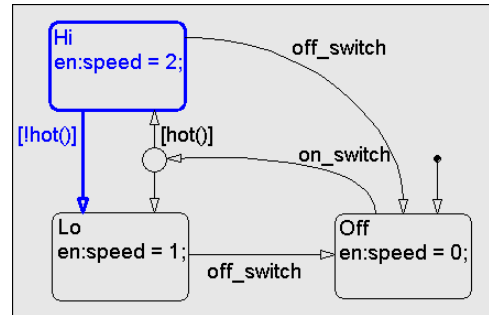 Hi
en:speed = 2;
off_switch
[!hot()]
[hot()]
on_switch
Lo
en:speed = 1;
off_switch
Off
en:speed = 0;